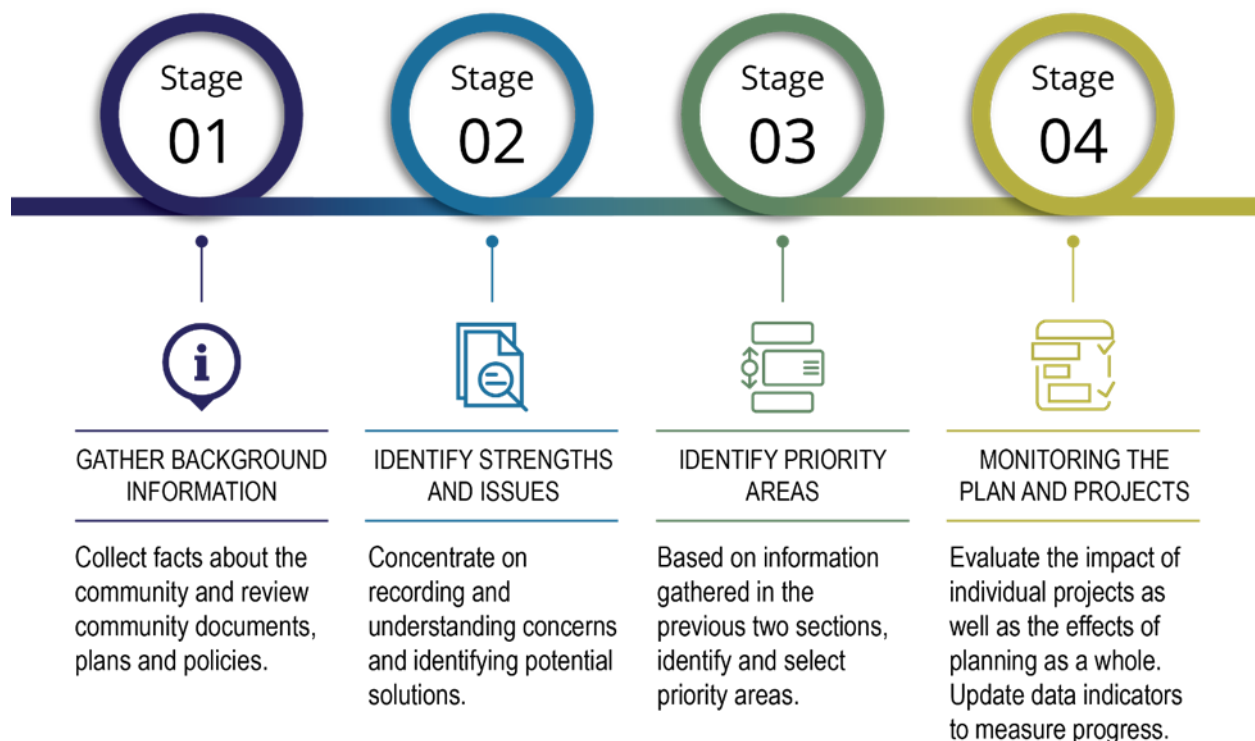 Stage
01
Stage
02
Stage
03
Stage
04
i
GATHER BACKGROUND
INFORMATION
Collect facts about the
community and review
community documents,
plans and policies.
IDENTIFY STRENGTHS
AND ISSUES
Concentrate on
recording and
understanding concerns
and identifying potential
solutions.
IDENTIFY PRIORITY
AREAS
Based on information
gathered in the
previous two sections,
identify and select
priority areas.
MONITORING THE
PLAN AND PROJECTS
Evaluate the impact of
individual projects as
well as the effects of
planning as a whole.
Update data indicators
to measure progress.